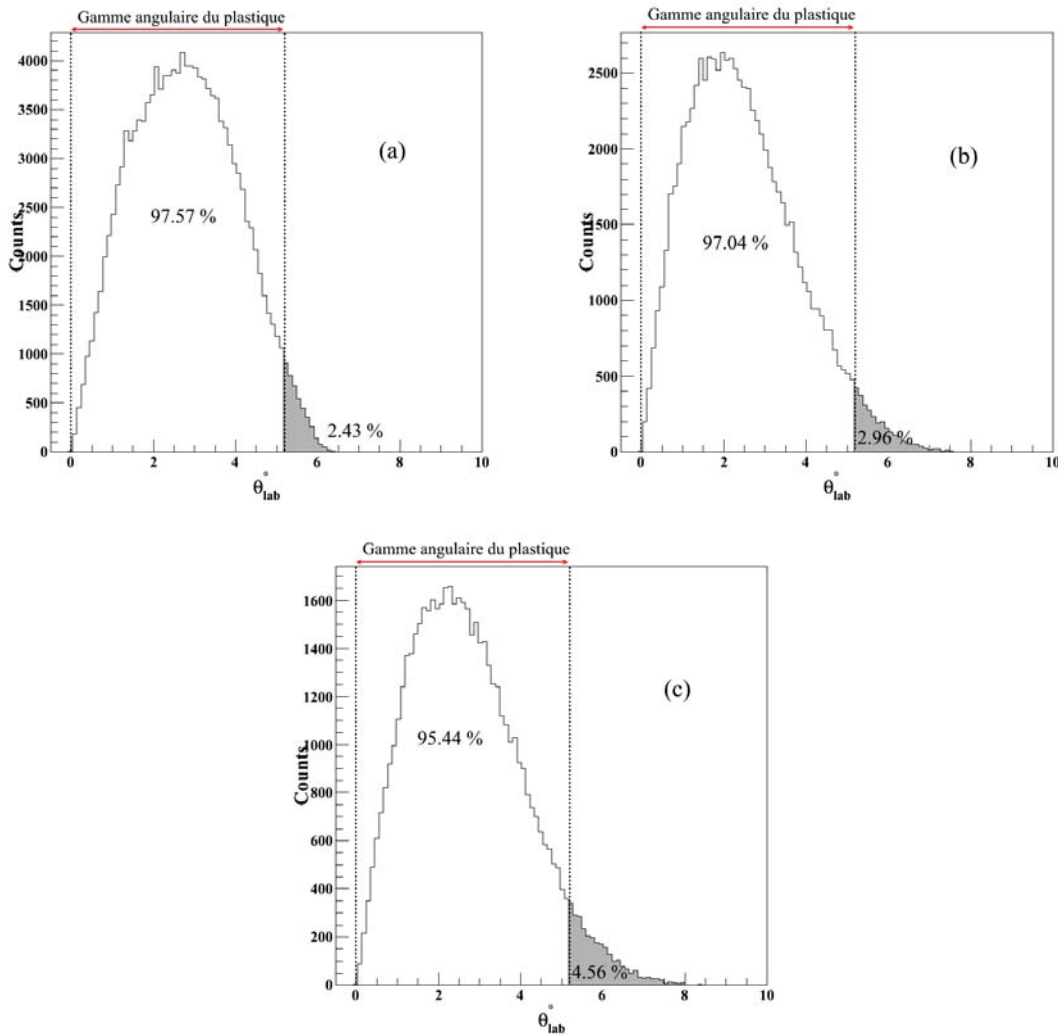 Gamme angulaire du plastique
4000
3500
3000
2500
2000
1500
1000
500
0
Counts
(a)
97.57 %
2.43 %
0 2 4 6 8 10
θ°lab
Gamme angulaire du plastique
2500
2000
1500
1000
500
0
Counts
(b)
97.04 %
2.96 %
0 2 4 6 8 10
θ°lab
Gamme angulaire du plastique
1600
1400
1200
1000
800
600
400
200
0
Counts
(c)
95.44 %
4.56 %
0 2 4 6 8 10
θ°lab